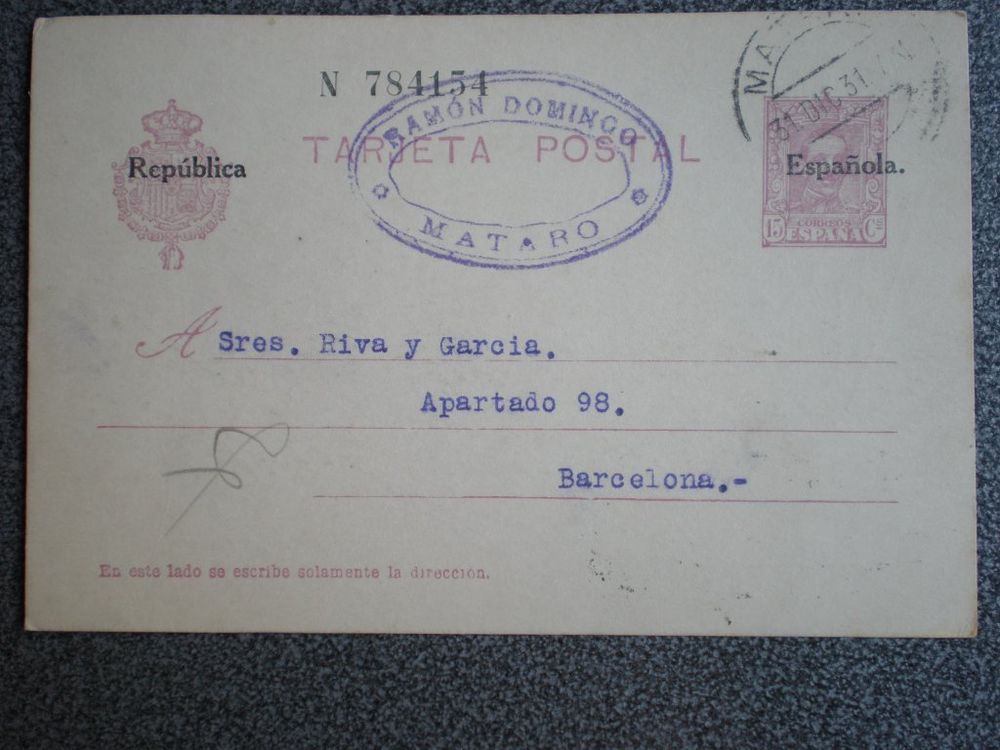 N 784154
RAMÓN DOMINGO
MATARO
TARJETA POSTAL
31 DIC 31
República
Española.
15 CORREOS Cs
ESPAÑA
A Sres. Riva y Garcia.
Apartado 98.
Barcelona.-
En este lado se escribe solamente la dirección.